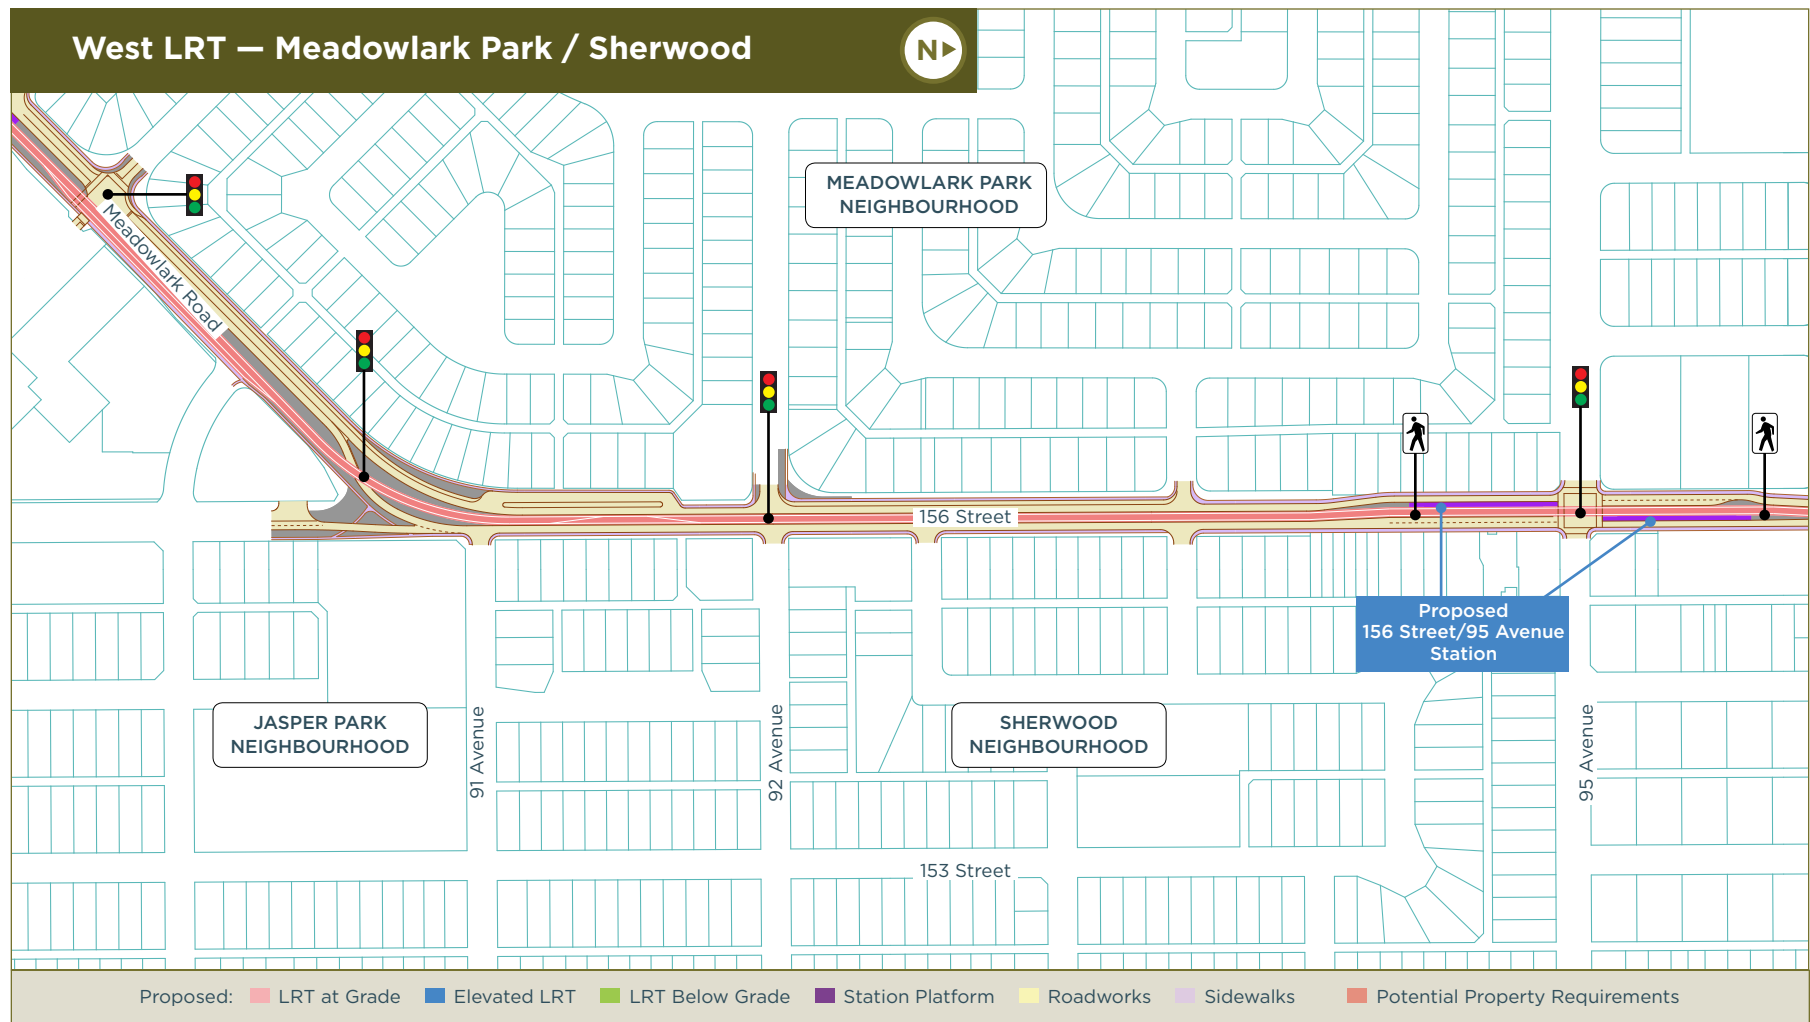 West LRT — Meadowlark Park / Sherwood
N
MEADOWLARK PARK
NEIGHBOURHOOD
Meadowlark Road
156 Street
Proposed
156 Street/95 Avenue
Station
JASPER PARK
NEIGHBOURHOOD
91 Avenue
92 Avenue
SHERWOOD
NEIGHBOURHOOD
95 Avenue
153 Street
Proposed: LRT at Grade Elevated LRT LRT Below Grade Station Platform Roadworks Sidewalks Potential Property Requirements